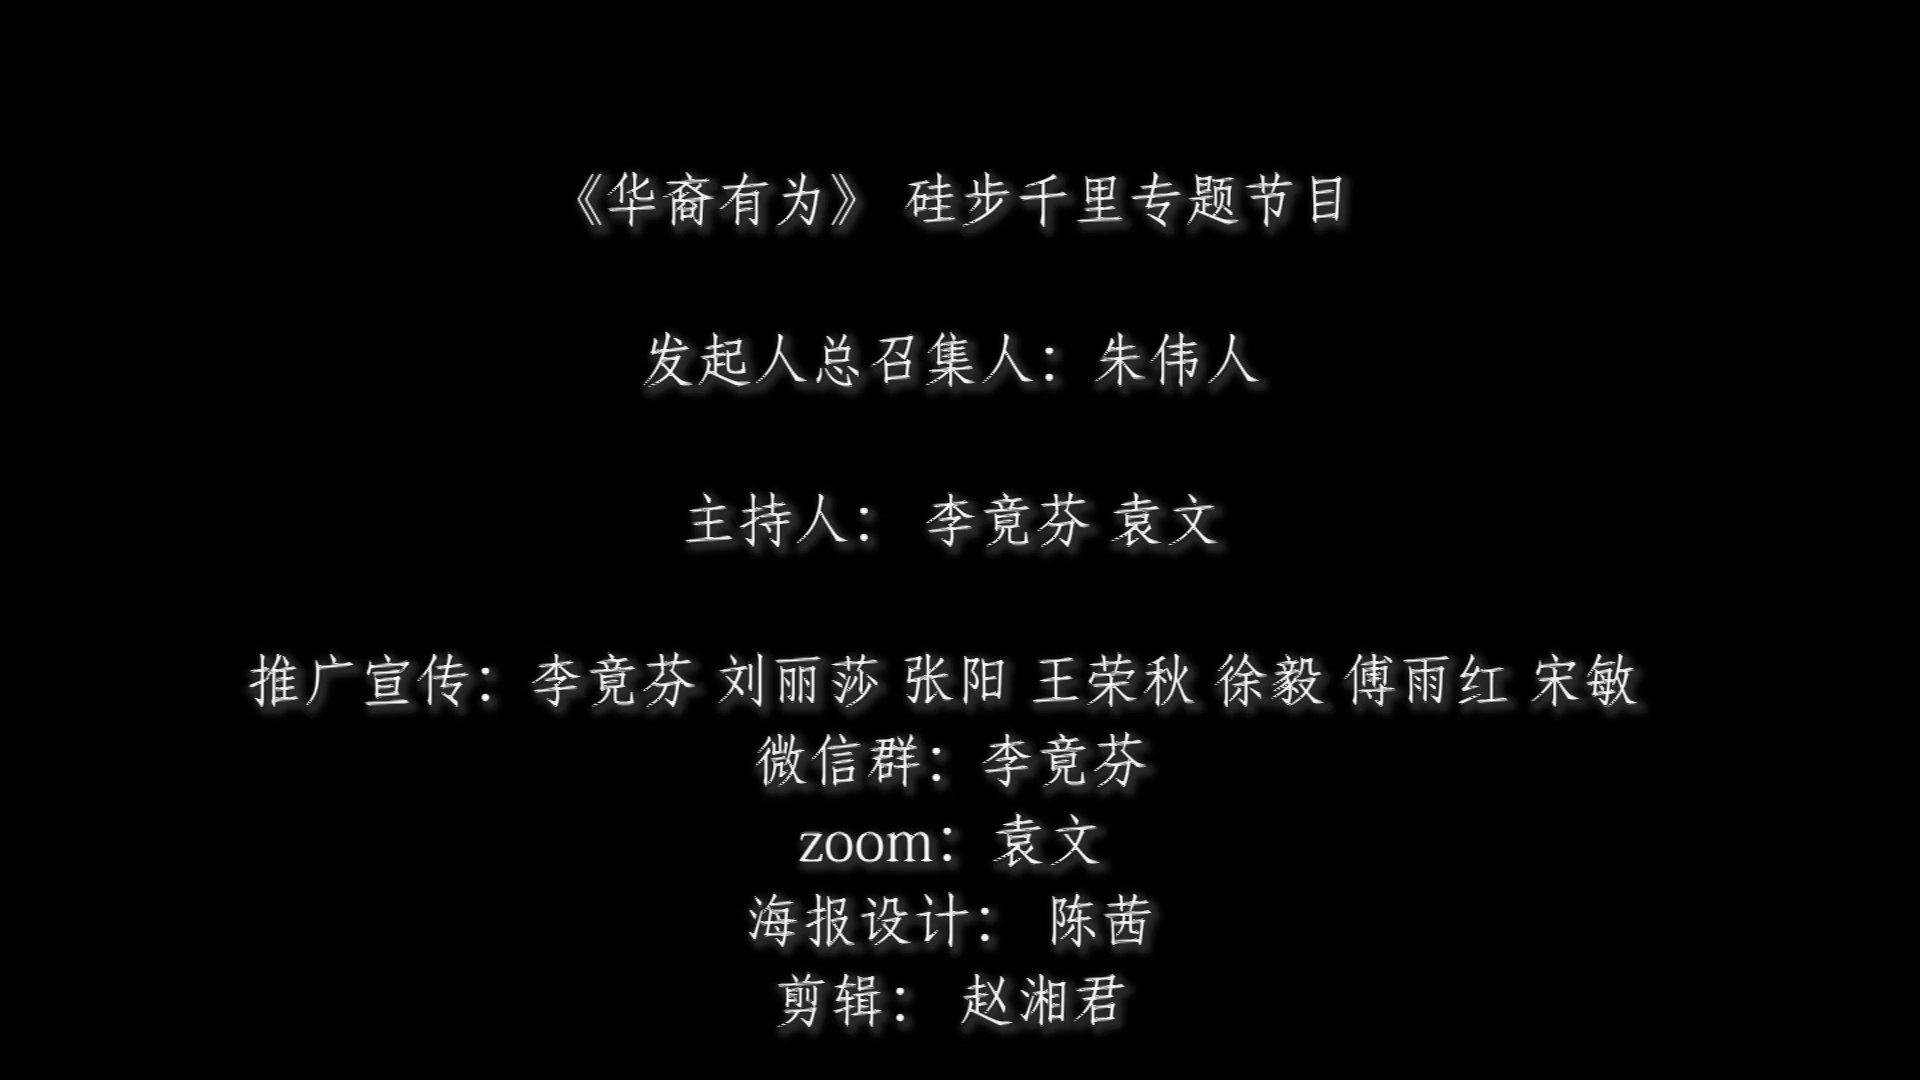 《华裔有为》 硅步千里专题节目
发起人总召集人：朱伟人
主持人： 李竟芬 袁文
推广宣传：李竟芬 刘丽莎 张阳 王荣秋 徐毅 傅雨红 宋敏
微信群：李竟芬
zoom：袁文
海报设计： 陈茜
剪辑： 赵湘君